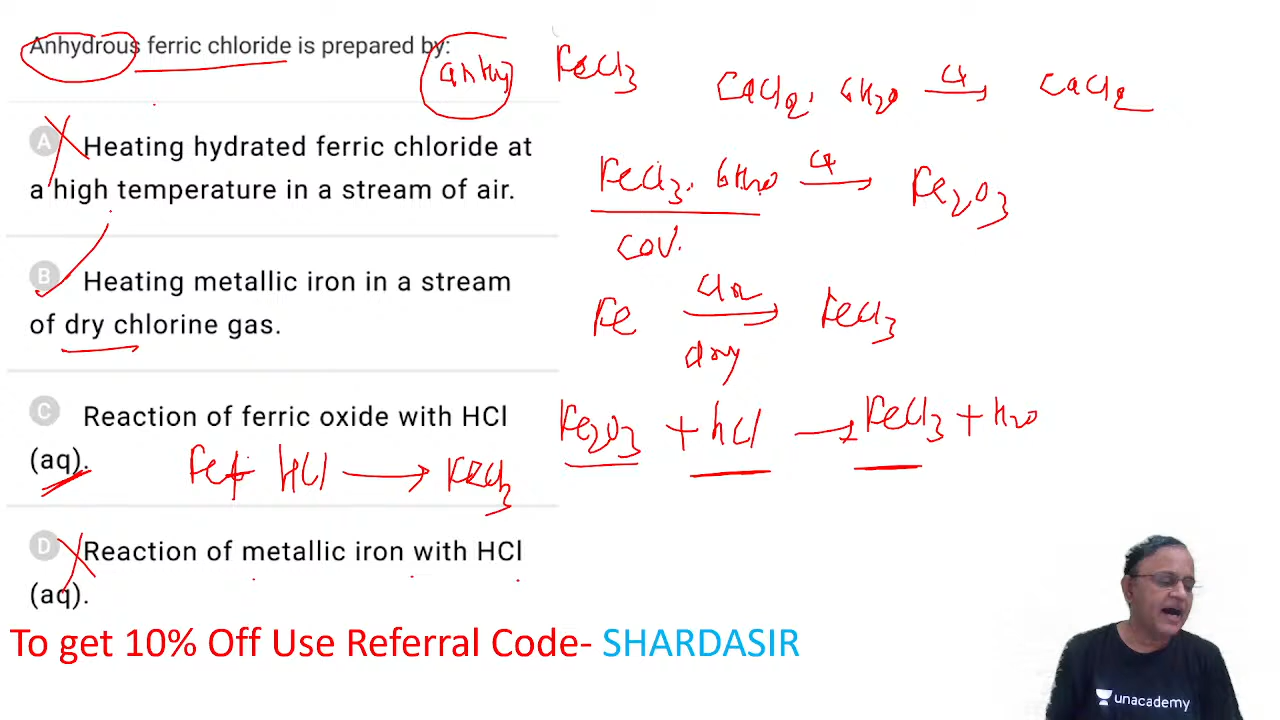 Anhydrous ferric chloride is prepared by:
anhy FeCl3
CaCl2. 6H2O → CaCl2
A Heating hydrated ferric chloride at
a high temperature in a stream of air.
FeCl3. 6H2O → Fe2O3
cov.
B Heating metallic iron in a stream
of dry chlorine gas.
Fe Cl2 → FeCl3
dry
C Reaction of ferric oxide with HCl
(aq).
Fe2O3 + HCl → FeCl3 + H2O
Fe + HCl → FeCl3
D Reaction of metallic iron with HCl
(aq).
To get 10% Off Use Referral Code- SHARDASIR
unacademy